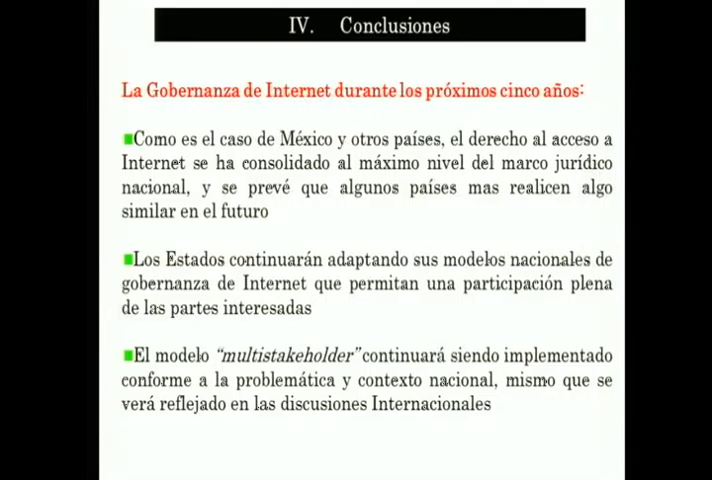 IV. Conclusiones
La Gobernanza de Internet durante los próximos cinco años:
Como es el caso de México y otros países, el derecho al acceso a
Internet se ha consolidado al máximo nivel del marco jurídico
nacional, y se prevé que algunos países mas realicen algo
similar en el futuro
Los Estados continuarán adaptando sus modelos nacionales de
gobernanza de Internet que permitan una participación plena
de las partes interesadas
El modelo “multistakeholder” continuará siendo implementado
conforme a la problemática y contexto nacional, mismo que se
verá reflejado en las discusiones Internacionales